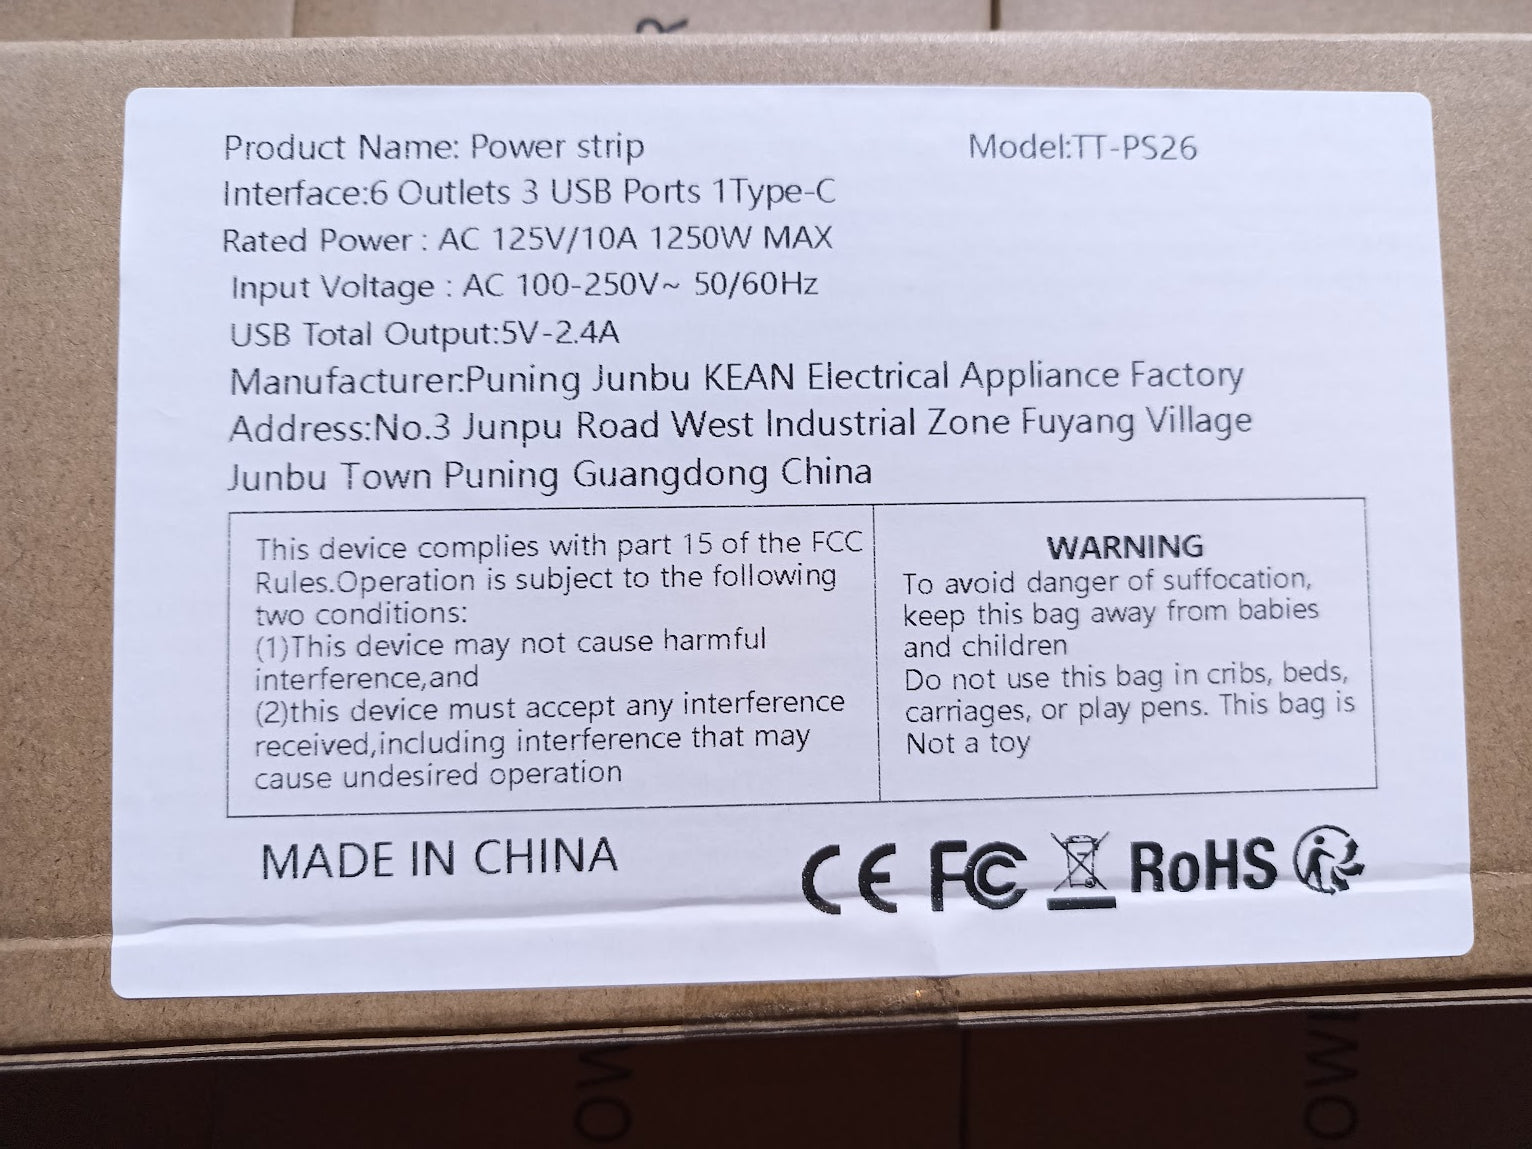 Product Name: Power strip Model:TT-PS26
Interface:6 Outlets 3 USB Ports 1Type-C
Rated Power : AC 125V/10A 1250W MAX
Input Voltage : AC 100-250V~ 50/60Hz
USB Total Output:5V-2.4A
Manufacturer:Puning Junbu KEAN Electrical Appliance Factory
Address:No.3 Junpu Road West Industrial Zone Fuyang Village
Junbu Town Puning Guangdong China
This device complies with part 15 of the FCC
Rules.Operation is subject to the following
two conditions:
(1)This device may not cause harmful
interference,and
(2)this device must accept any interference
received,including interference that may
cause undesired operation
WARNING
To avoid danger of suffocation,
keep this bag away from babies
and children
Do not use this bag in cribs, beds,
carriages, or play pens. This bag is
Not a toy
MADE IN CHINA
CE FC RoHS